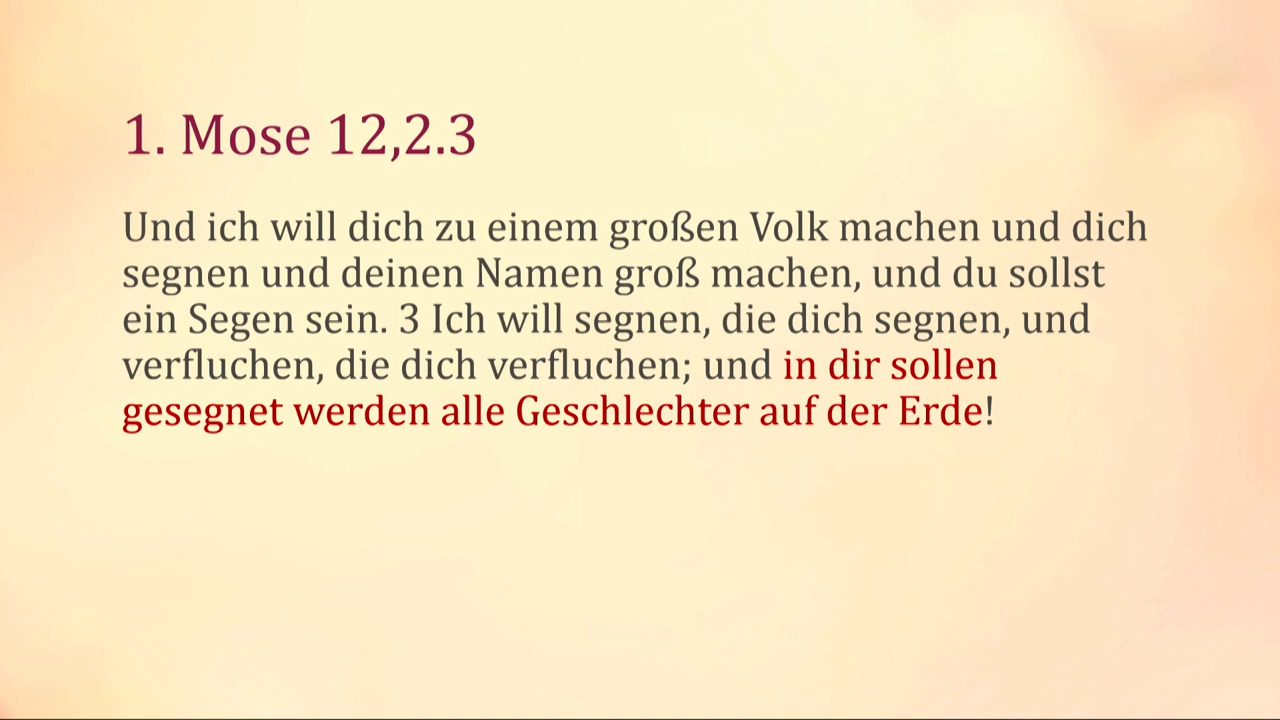 1. Mose 12,2.3
Und ich will dich zu einem großen Volk machen und dich
segnen und deinen Namen groß machen, und du sollst
ein Segen sein. 3 Ich will segnen, die dich segnen, und
verfluchen, die dich verfluchen; und in dir sollen
gesegnet werden alle Geschlechter auf der Erde!